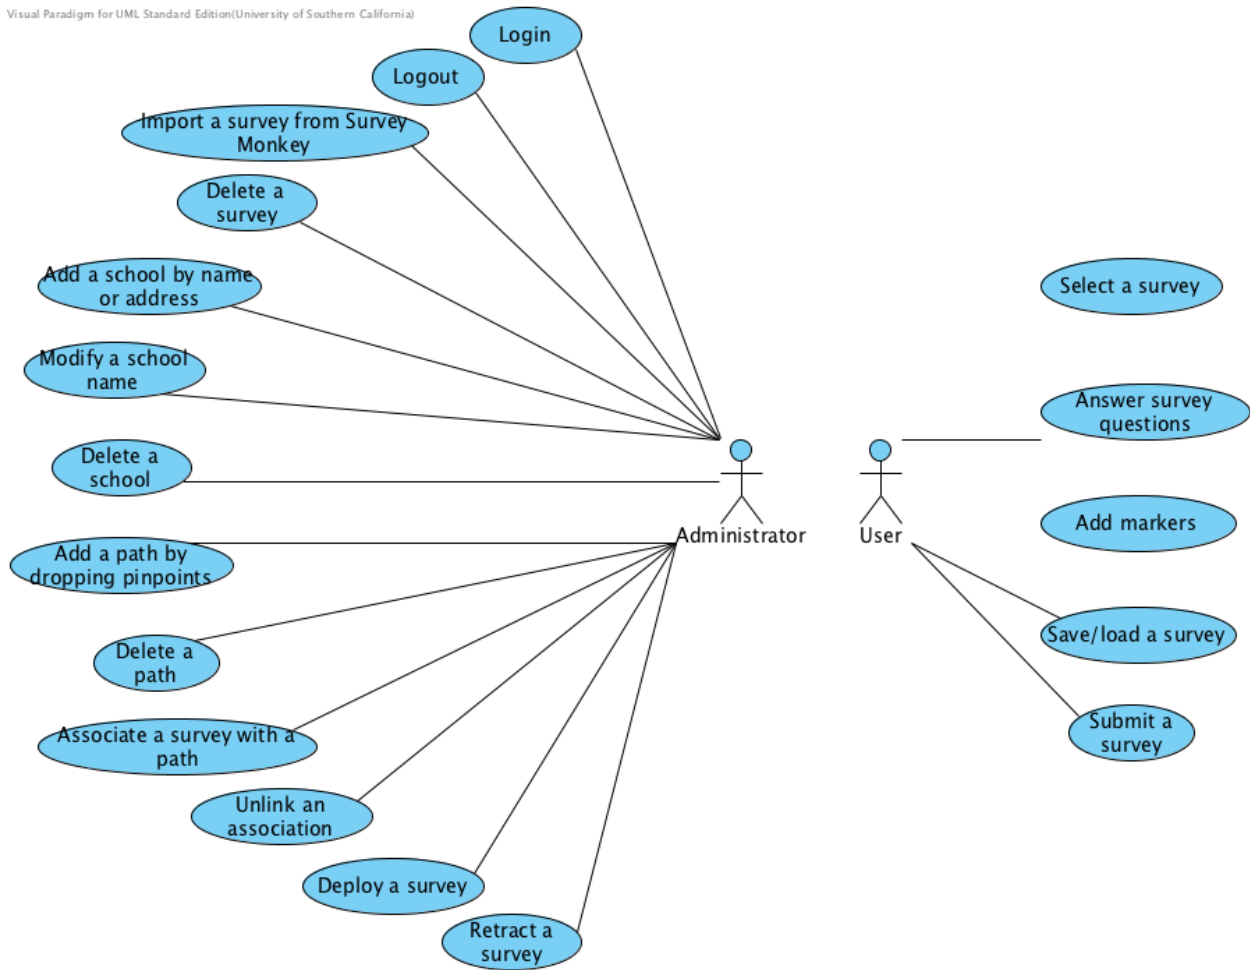 Visual Paradigm for UML Standard Edition(University of Southern California)
Login
Logout
Import a survey from Survey
Monkey
Delete a
survey
Add a school by name
or address
Modify a school
name
Delete a
school
Add a path by
dropping pinpoints
Delete a
path
Associate a survey with a
path
Unlink an
association
Deploy a survey
Retract a
survey
Administrator
User
Select a survey
Answer survey
questions
Add markers
Save/load a survey
Submit a
survey